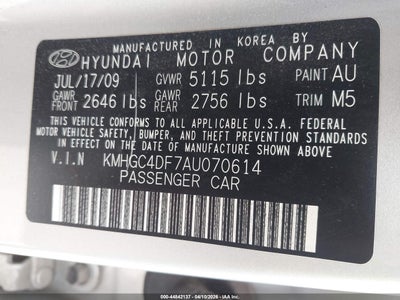 MANUFACTURED IN KOREA BY
HYUNDAI MOTOR COMPANY
JUL/17/09 GVWR 5115 lbs PAINT AU
GAWR FRONT 2646 lbs GAWR REAR 2756 lbs TRIM M5
THIS VEHICLE CONFORMS TO ALL APPLICABLE U.S. FEDERAL
MOTOR VEHICLE SAFETY, BUMPER, AND THEFT PREVENTION STANDARDS
IN EFFECT ON THE DATE OF MANUFACTURE SHOWN ABOVE.
V.I.N KMHGC4DF7AU070614
PASSENGER CAR
000-44842137 - 04/10/2026 - IAA Inc.